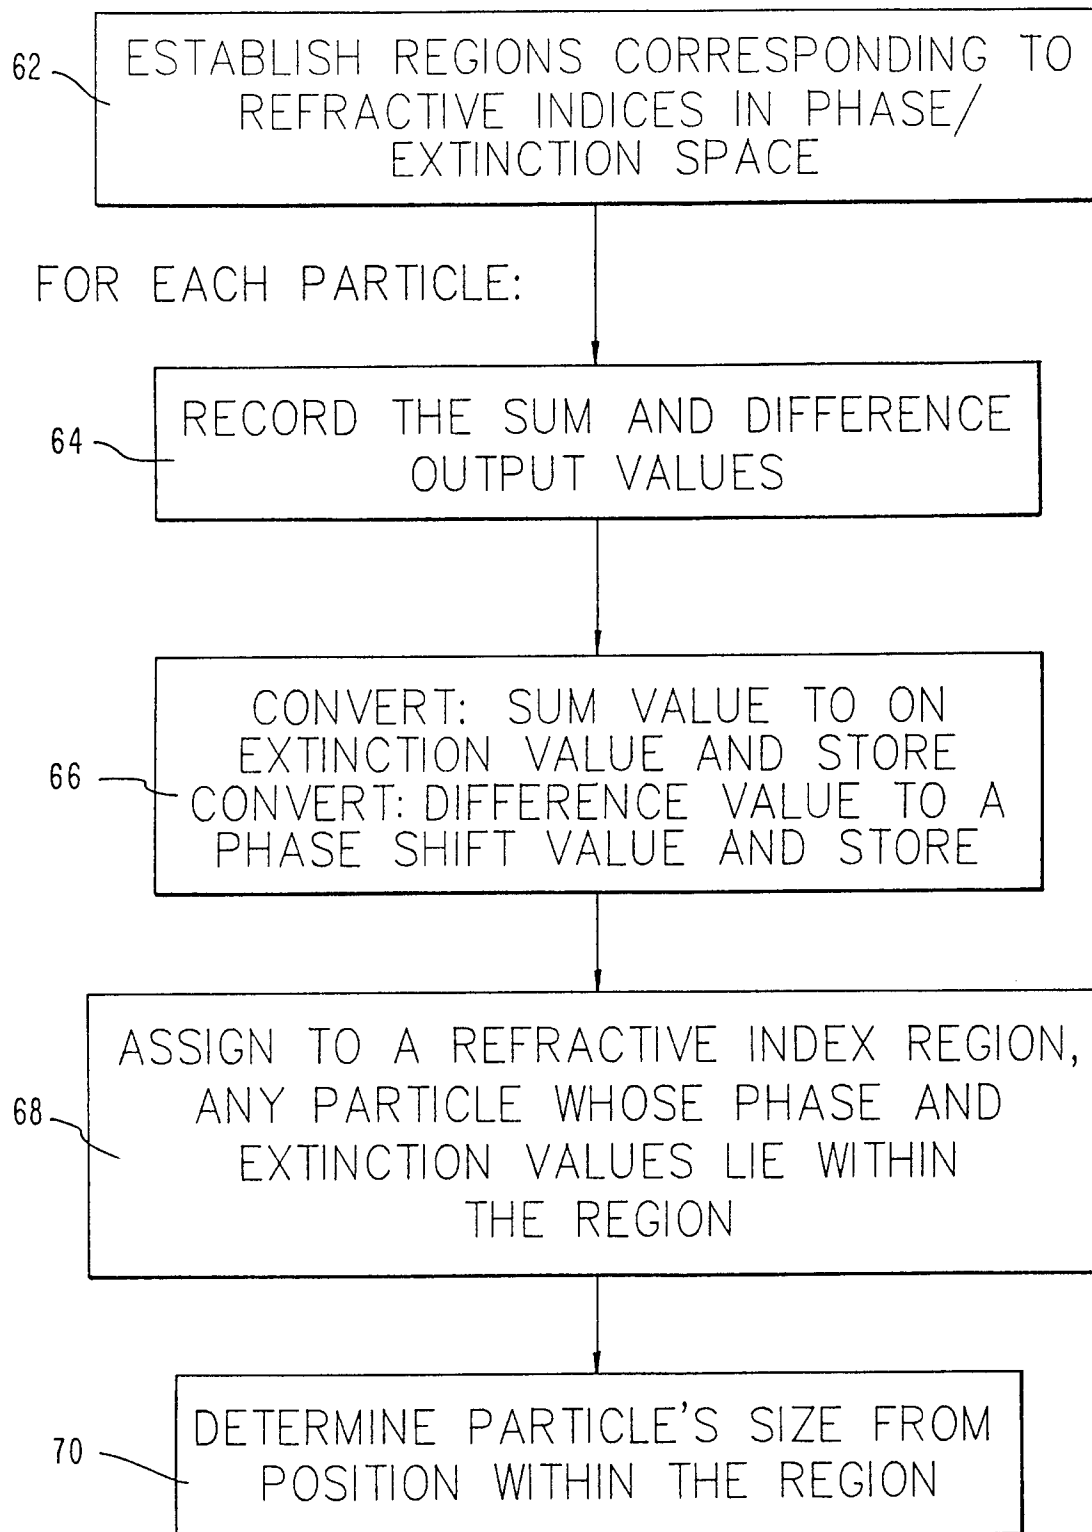 62
ESTABLISH REGIONS CORRESPONDING TO
REFRACTIVE INDICES IN PHASE/
EXTINCTION SPACE
FOR EACH PARTICLE:
64
RECORD THE SUM AND DIFFERENCE
OUTPUT VALUES
66
CONVERT: SUM VALUE TO ON
EXTINCTION VALUE AND STORE
CONVERT: DIFFERENCE VALUE TO A
PHASE SHIFT VALUE AND STORE
68
ASSIGN TO A REFRACTIVE INDEX REGION,
ANY PARTICLE WHOSE PHASE AND
EXTINCTION VALUES LIE WITHIN
THE REGION
70
DETERMINE PARTICLE'S SIZE FROM
POSITION WITHIN THE REGION